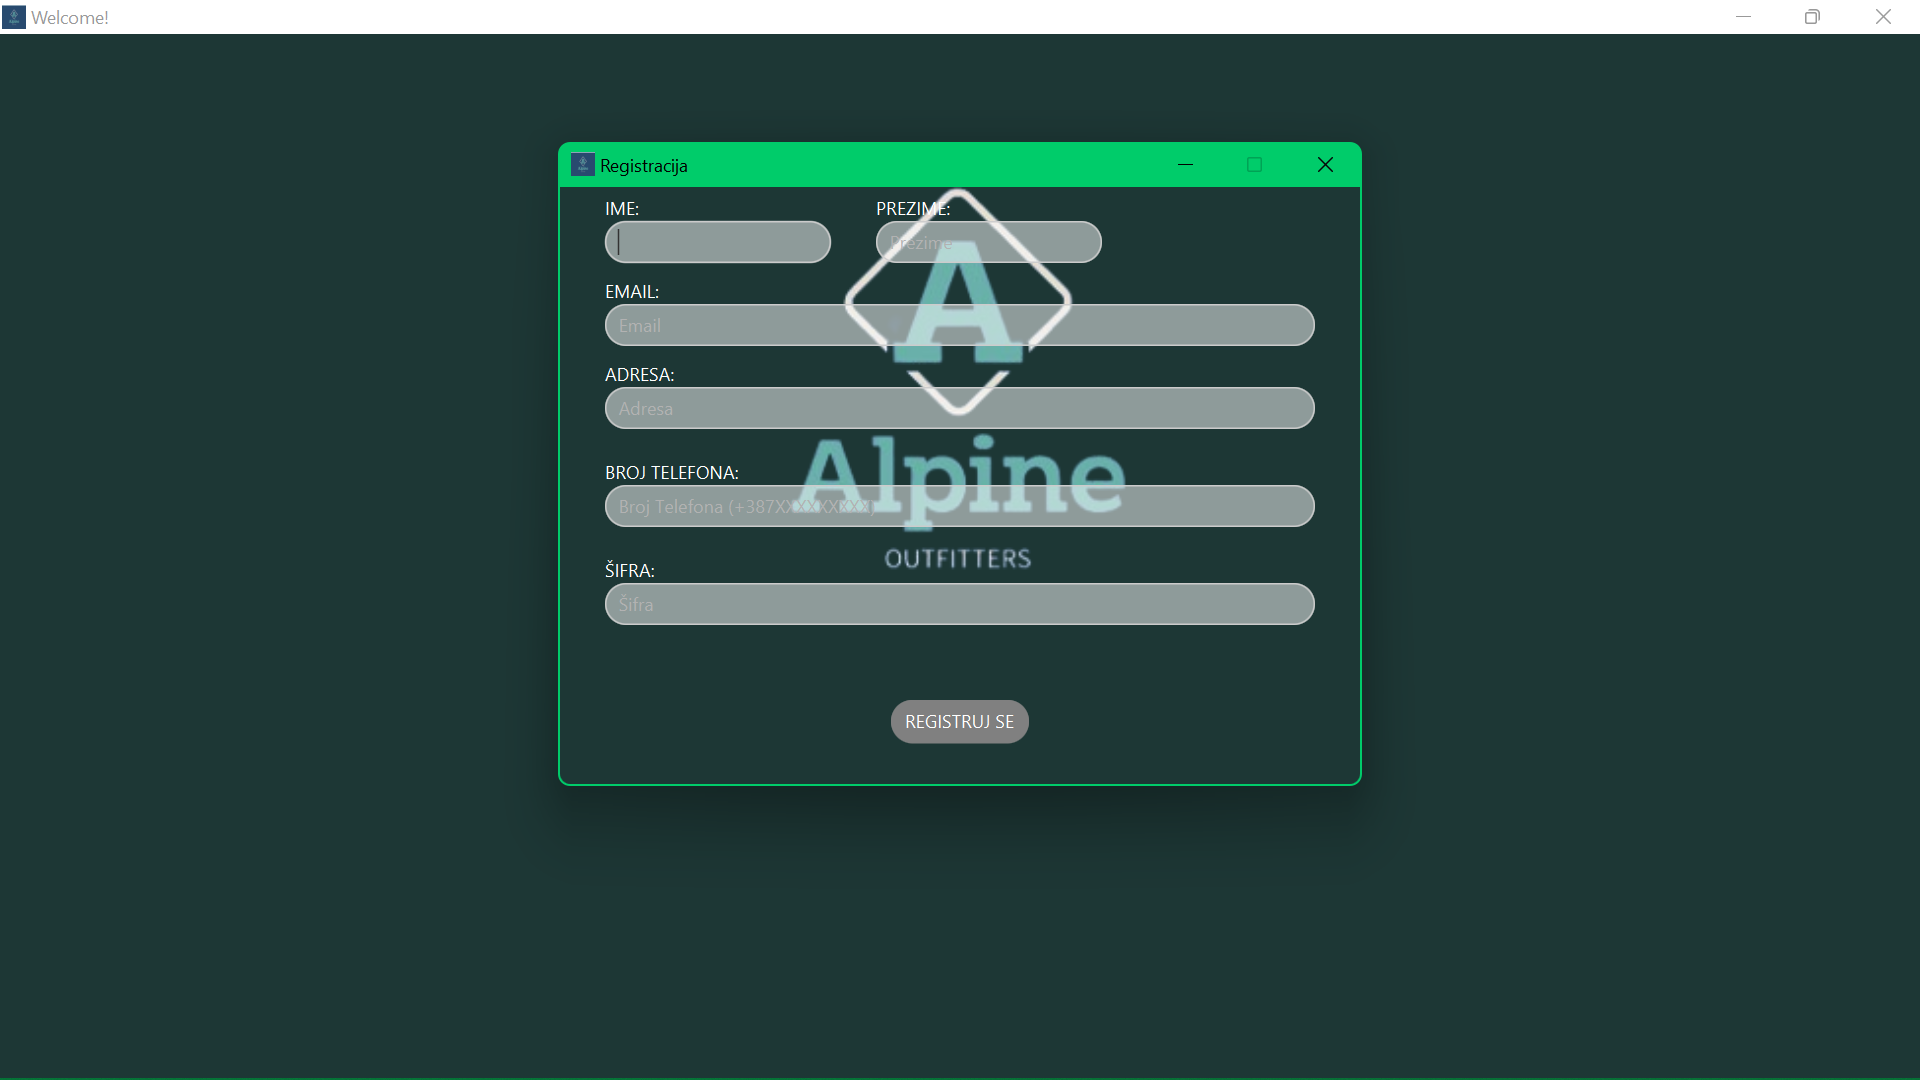 Welcome!
Registracija
IME:
PREZIME:
Prezime
EMAIL:
Email
ADRESA:
Adresa
Alpine
BROJ TELEFONA:
Broj Telefona (+387XXXXXXXXX)
OUTFITTERS
ŠIFRA:
Šifra
REGISTRUJ SE